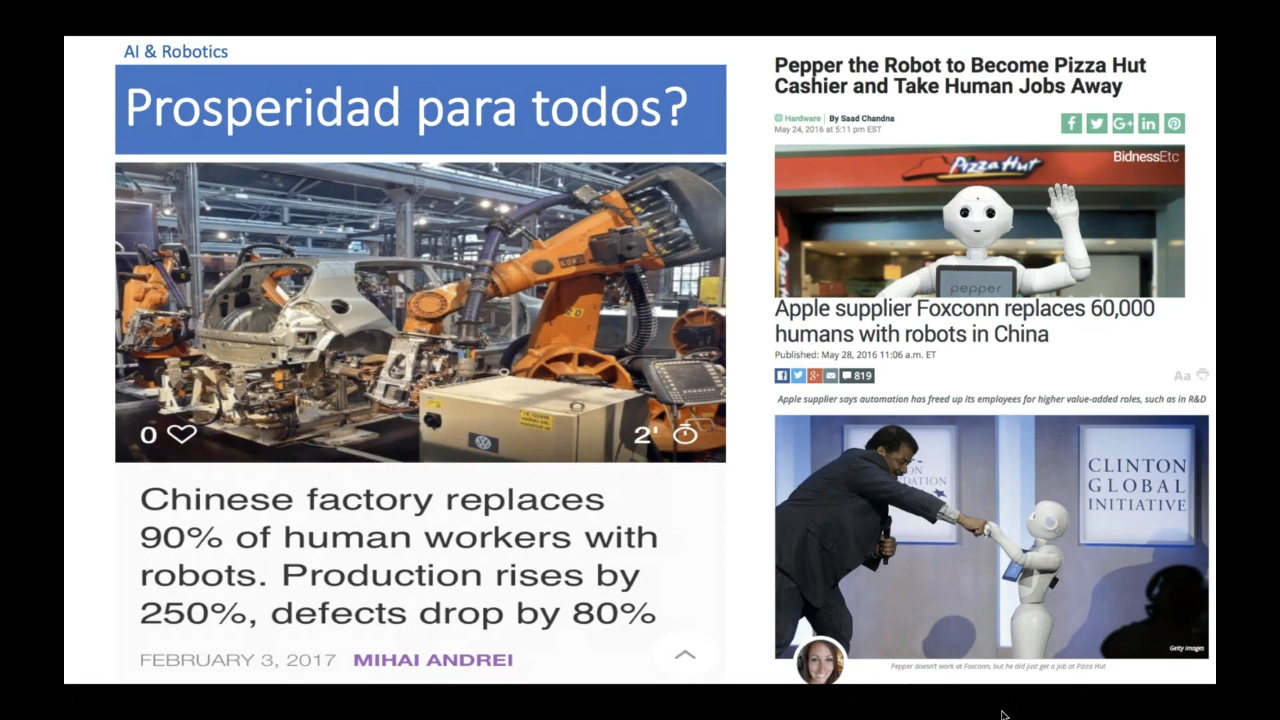 AI & Robotics
Prosperidad para todos?
0
2'
Chinese factory replaces
90% of human workers with
robots. Production rises by
250%, defects drop by 80%
FEBRUARY 3, 2017 MIHAI ANDREI
Pepper the Robot to Become Pizza Hut
Cashier and Take Human Jobs Away
Hardware | By Saad Chandna
May 24, 2016 at 5:11 pm EST
Pizza Hut
BidnessEtc
pepper
Apple supplier Foxconn replaces 60,000
humans with robots in China
Published: May 28, 2016 11:06 a.m. ET
819
Aa
Apple supplier says automation has freed up its employees for higher value-added roles, such as in R&D
CLINTON
GLOBAL
INITIATIVE
Getty Images
Pepper doesn't work at Foxconn, but he did just get a job at Pizza Hut